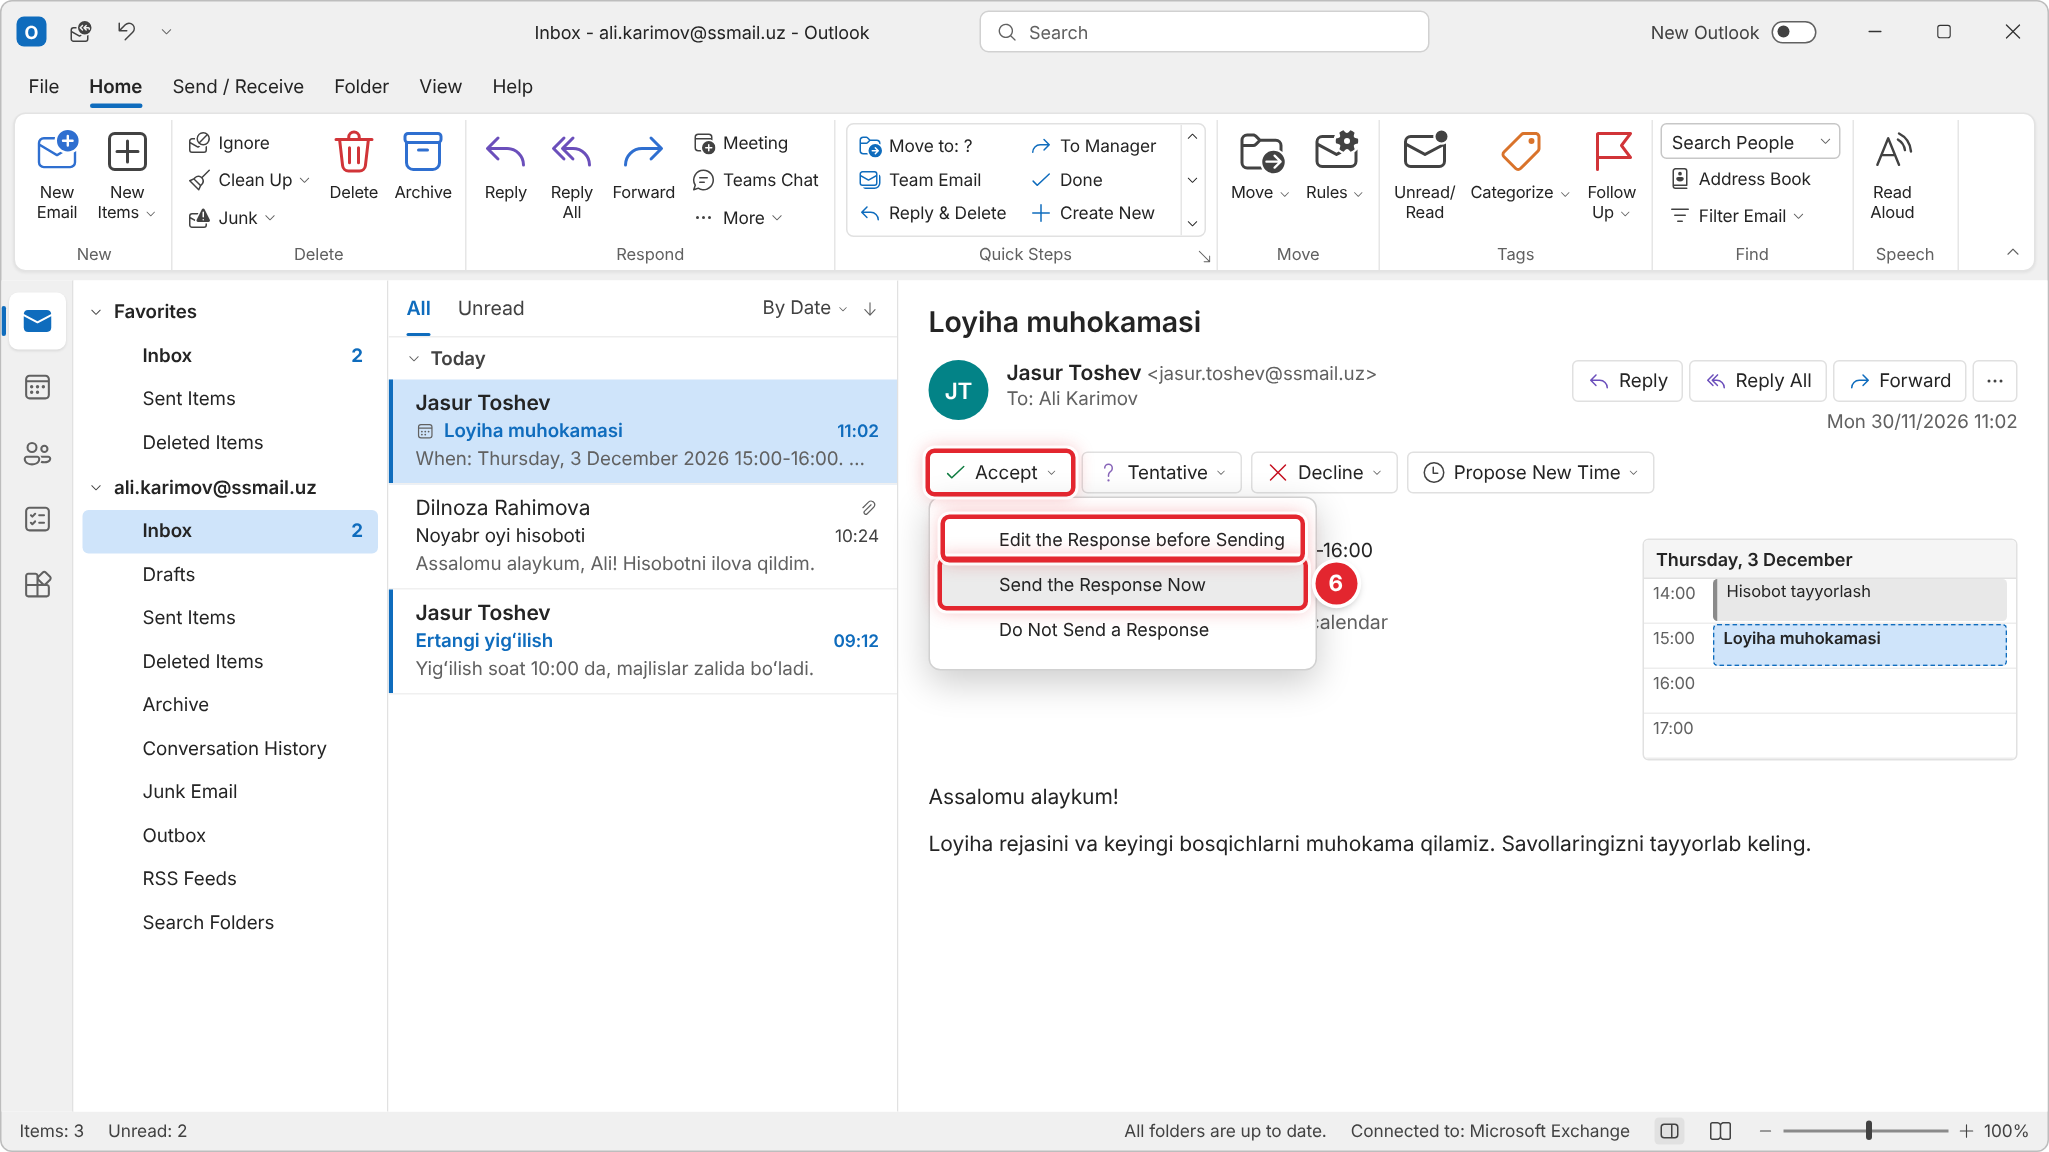 Inbox - ali.karimov@ssmail.uz - Outlook
Search
New Outlook
File Home Send / Receive Folder View Help
New Email
New Items
New
Ignore
Clean Up
Junk
Delete
Archive
Delete
Reply
Reply All
Forward
Meeting
Teams Chat
More
Respond
Move to: ?
Team Email
Reply & Delete
To Manager
Done
Create New
Quick Steps
Move
Rules
Move
Unread/ Read
Categorize
Follow Up
Tags
Search People
Address Book
Filter Email
Find
Read Aloud
Speech
Favorites
Inbox 2
Sent Items
Deleted Items
ali.karimov@ssmail.uz
Inbox 2
Drafts
Sent Items
Deleted Items
Archive
Conversation History
Junk Email
Outbox
RSS Feeds
Search Folders
All Unread By Date
Today
Jasur Toshev
Loyiha muhokamasi 11:02
When: Thursday, 3 December 2026 15:00-16:00. ...
Dilnoza Rahimova
Noyabr oyi hisoboti 10:24
Assalomu alaykum, Ali! Hisobotni ilova qildim.
Jasur Toshev
Ertangi yigʻilish 09:12
Yigʻilish soat 10:00 da, majlislar zalida boʻladi.
Loyiha muhokamasi
JT
Jasur Toshev <jasur.toshev@ssmail.uz>
To: Ali Karimov
Reply Reply All Forward
Mon 30/11/2026 11:02
Accept Tentative Decline Propose New Time
Edit the Response before Sending
Send the Response Now
Do Not Send a Response
6
-16:00
calendar
Thursday, 3 December
14:00 Hisobot tayyorlash
15:00 Loyiha muhokamasi
16:00
17:00
Assalomu alaykum!
Loyiha rejasini va keyingi bosqichlarni muhokama qilamiz. Savollaringizni tayyorlab keling.
Items: 3 Unread: 2
All folders are up to date. Connected to: Microsoft Exchange 100%